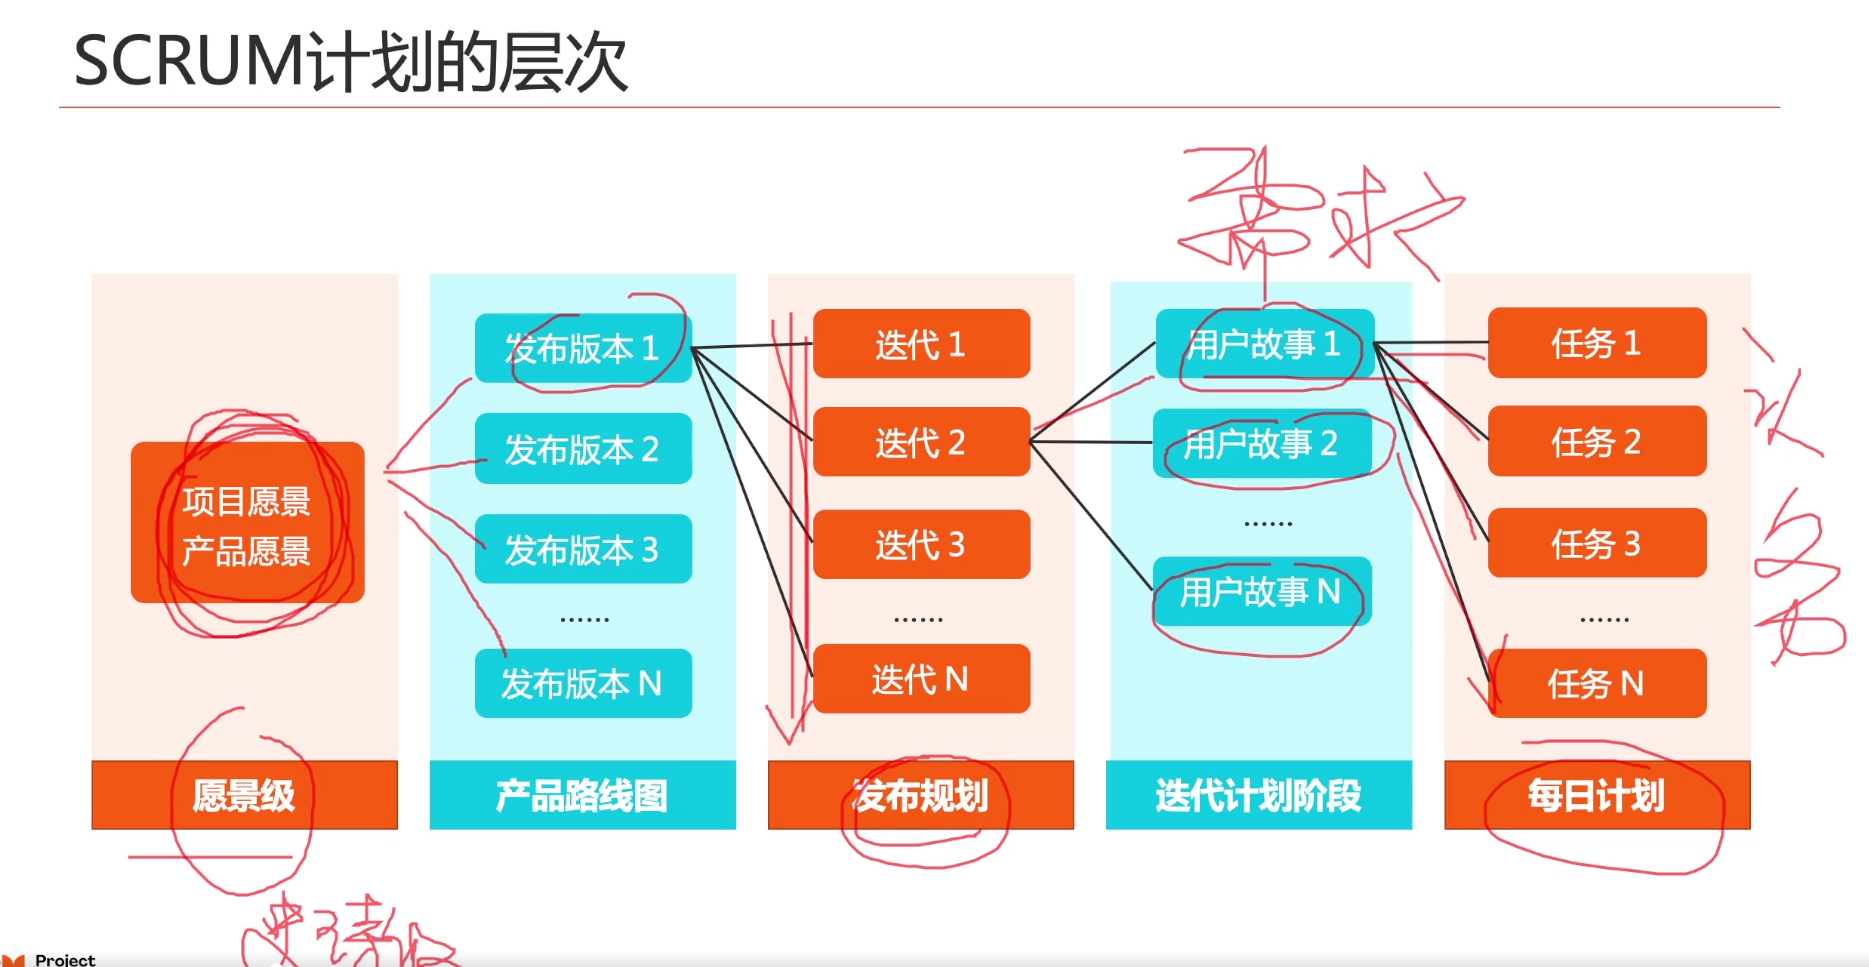 SCRUM计划的层次
需求
项目愿景
产品愿景
愿景级
发布版本 1
发布版本 2
发布版本 3
......
发布版本 N
产品路线图
迭代 1
迭代 2
迭代 3
......
迭代 N
发布规划
用户故事 1
用户故事 2
......
用户故事 N
迭代计划阶段
任务 1
任务 2
任务 3
......
任务 N
每日计划
Project